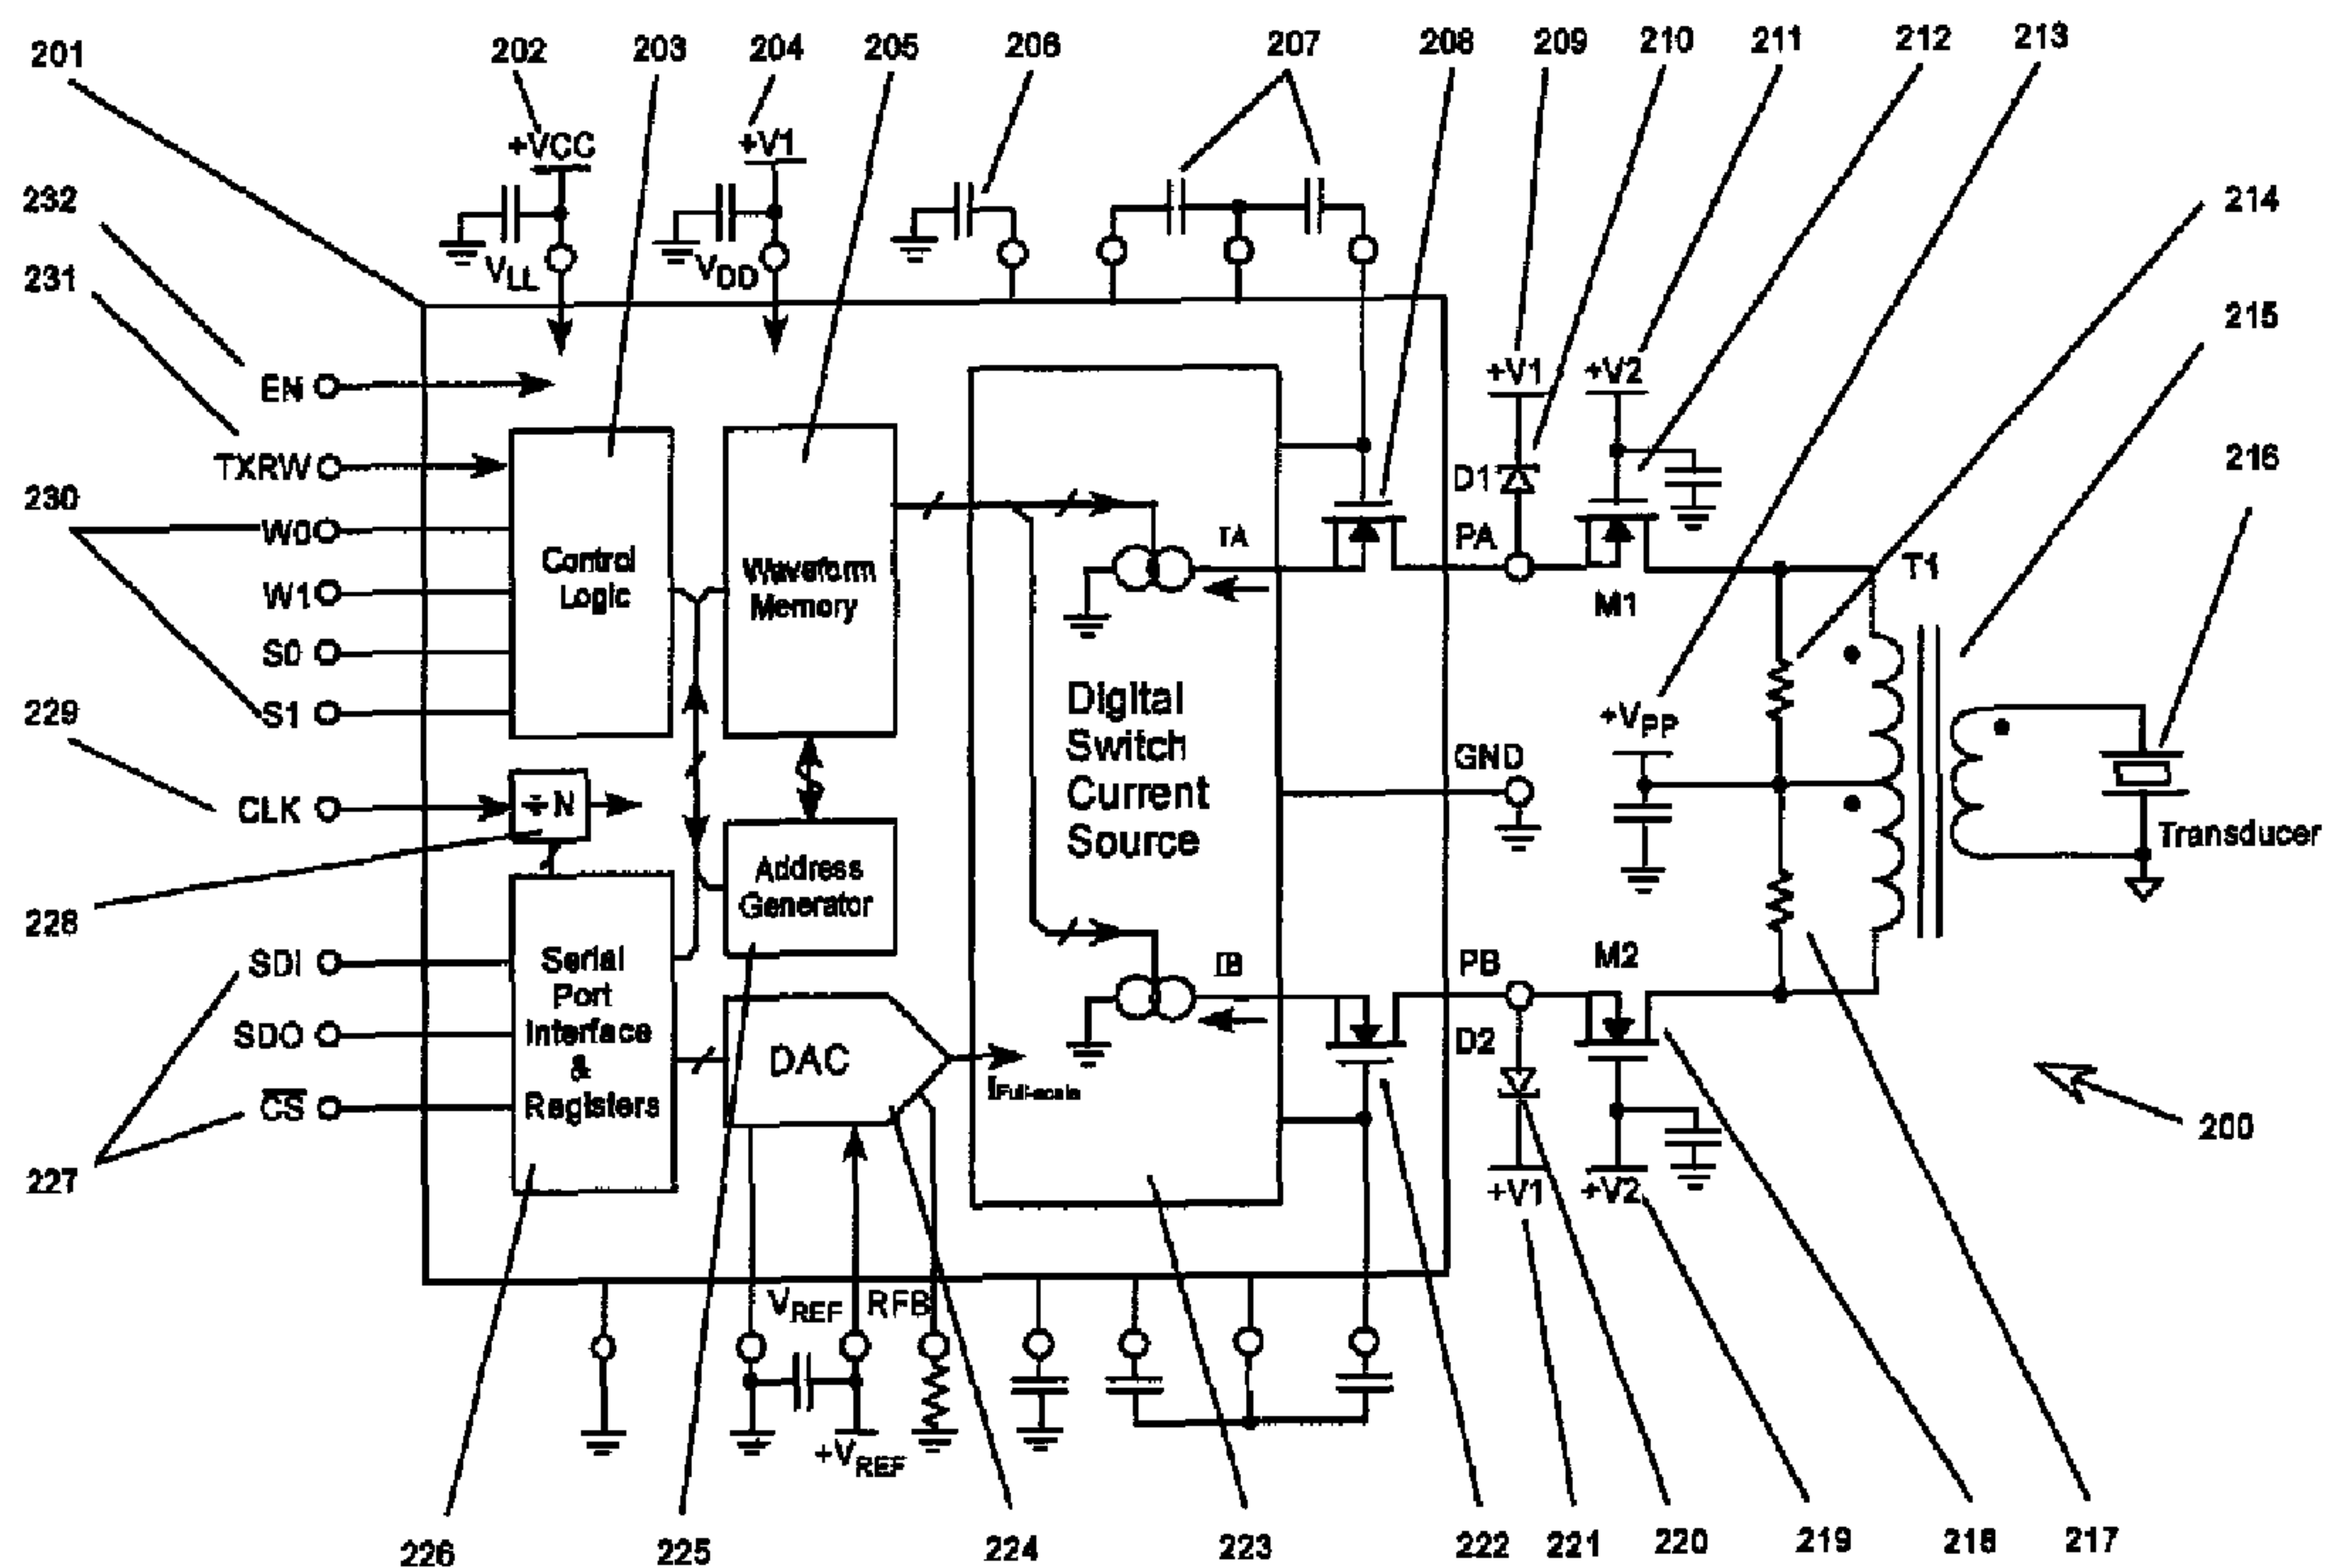 201
202
203
204
205
206
207
208
209
210
211
212
213
+VCC
+V1
232
214
VLL
VDD
231
215
EN
+V1
+V2
TXRW
D1
216
230
W0
Control
Logic
Waveform
Memory
IA
PA
T1
W1
M1
S0
Digital
Switch
Current
Source
229
S1
+VPP
GND
CLK
÷N
Transducer
228
Address
Generator
SDI
Serial
Port
Interface
&
Registers
IB
PB
M2
SDO
DAC
D2
IFull-scale
CS
200
227
+V1
+V2
VREF
RFB
+VREF
226
225
224
223
222
221
220
219
218
217